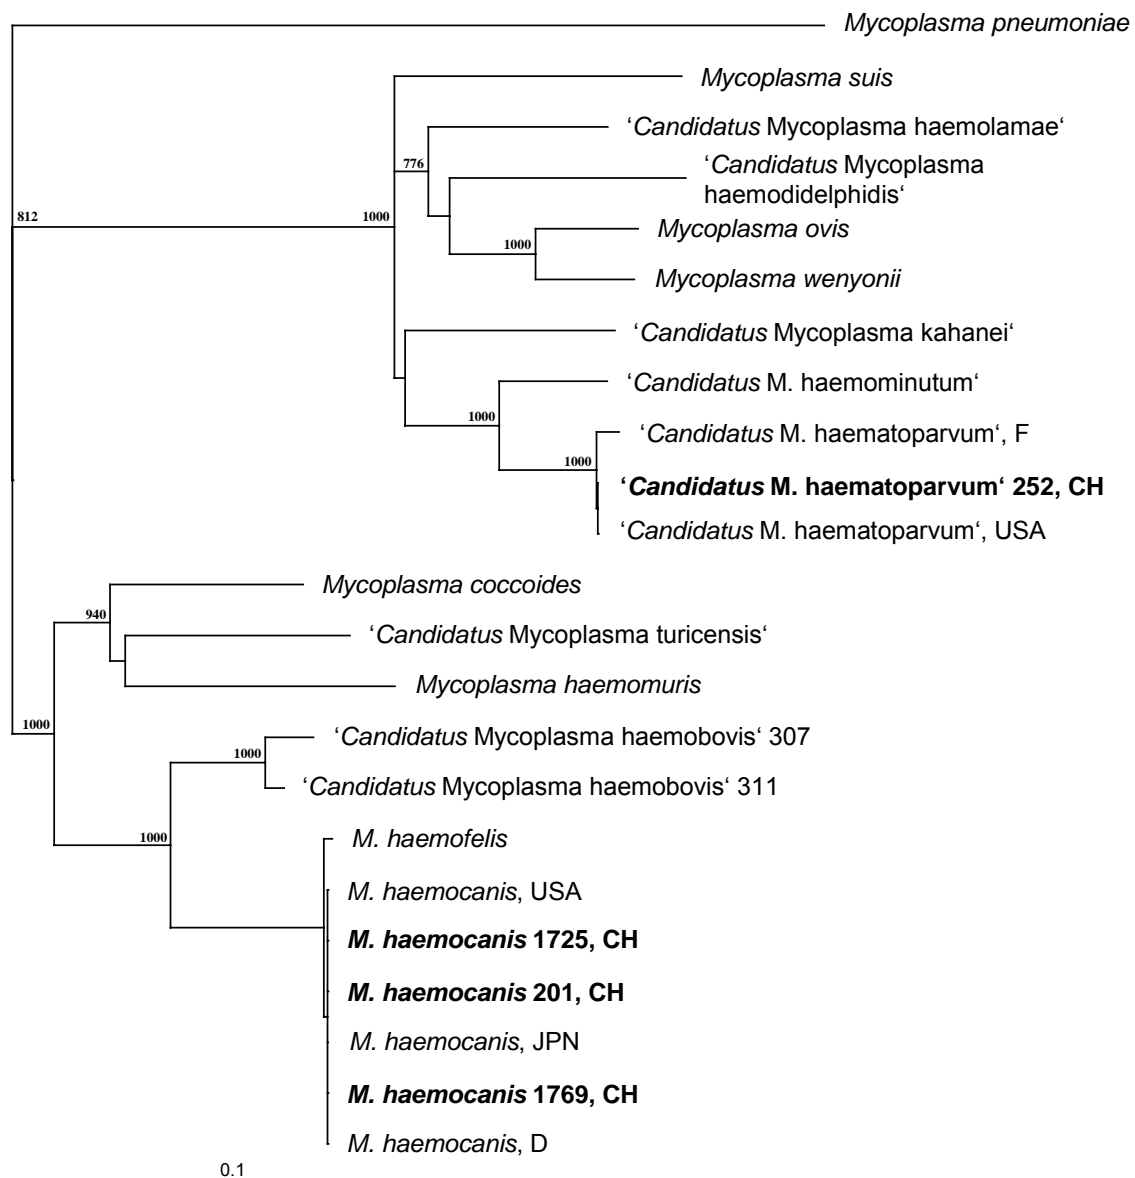 Mycoplasma pneumoniae
Mycoplasma suis
‘Candidatus Mycoplasma haemolamae‘
776
‘Candidatus Mycoplasma
haemodidelphidis‘
812
1000
Mycoplasma ovis
1000
Mycoplasma wenyonii
‘Candidatus Mycoplasma kahanei‘
‘Candidatus M. haemominutum‘
1000
‘Candidatus M. haematoparvum‘, F
1000
‘Candidatus M. haematoparvum‘ 252, CH
‘Candidatus M. haematoparvum‘, USA
Mycoplasma coccoides
940
‘Candidatus Mycoplasma turicensis‘
Mycoplasma haemomuris
1000
‘Candidatus Mycoplasma haemobovis‘ 307
1000
‘Candidatus Mycoplasma haemobovis‘ 311
1000
M. haemofelis
M. haemocanis, USA
M. haemocanis 1725, CH
M. haemocanis 201, CH
M. haemocanis, JPN
M. haemocanis 1769, CH
M. haemocanis, D
0.1